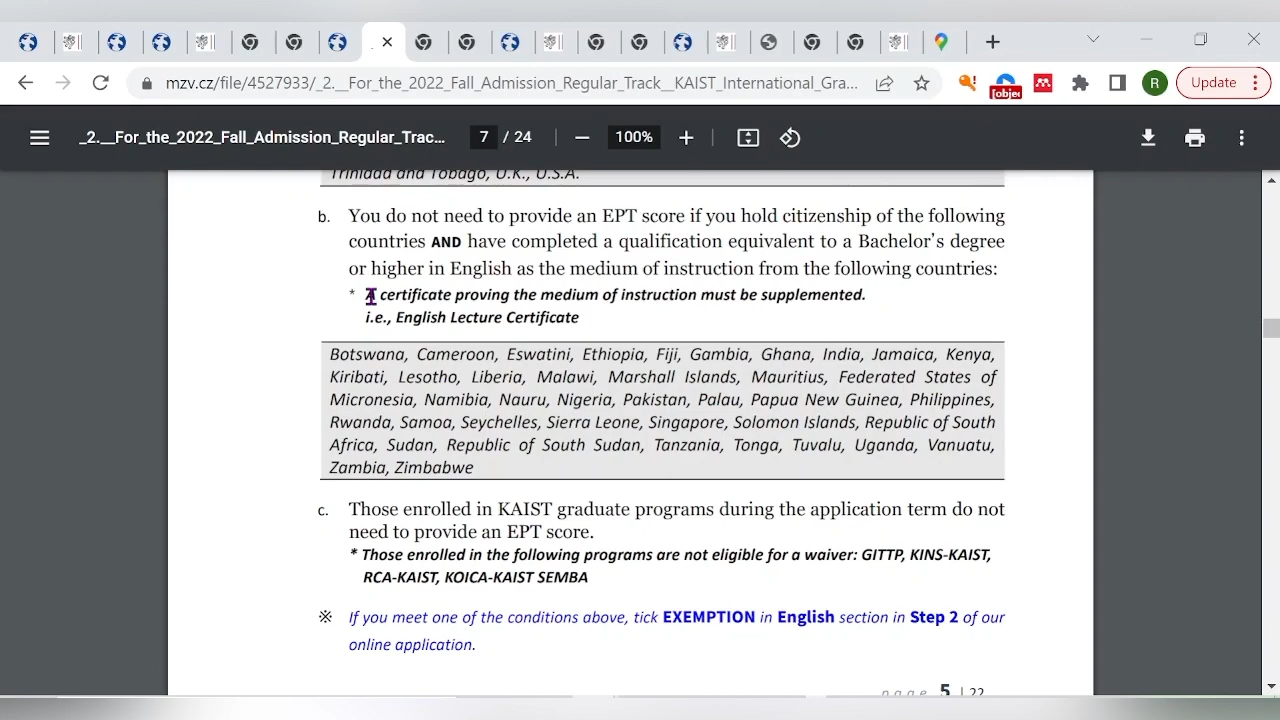 mzv.cz/file/4527933/_2.__For_the_2022_Fall_Admission_Regular_Track__KAIST_International_Gra...
R
Update
_2.__For_the_2022_Fall_Admission_Regular_Trac...
7 / 24
100%
Trinidad and Tobago, U.K., U.S.A.
b. You do not need to provide an EPT score if you hold citizenship of the following
countries AND have completed a qualification equivalent to a Bachelor's degree
or higher in English as the medium of instruction from the following countries:
* A certificate proving the medium of instruction must be supplemented.
i.e., English Lecture Certificate
Botswana, Cameroon, Eswatini, Ethiopia, Fiji, Gambia, Ghana, India, Jamaica, Kenya,
Kiribati, Lesotho, Liberia, Malawi, Marshall Islands, Mauritius, Federated States of
Micronesia, Namibia, Nauru, Nigeria, Pakistan, Palau, Papua New Guinea, Philippines,
Rwanda, Samoa, Seychelles, Sierra Leone, Singapore, Solomon Islands, Republic of South
Africa, Sudan, Republic of South Sudan, Tanzania, Tonga, Tuvalu, Uganda, Vanuatu,
Zambia, Zimbabwe
c. Those enrolled in KAIST graduate programs during the application term do not
need to provide an EPT score.
* Those enrolled in the following programs are not eligible for a waiver: GITTP, KINS-KAIST,
RCA-KAIST, KOICA-KAIST SEMBA
※ If you meet one of the conditions above, tick EXEMPTION in English section in Step 2 of our
online application.
page 5 | 22